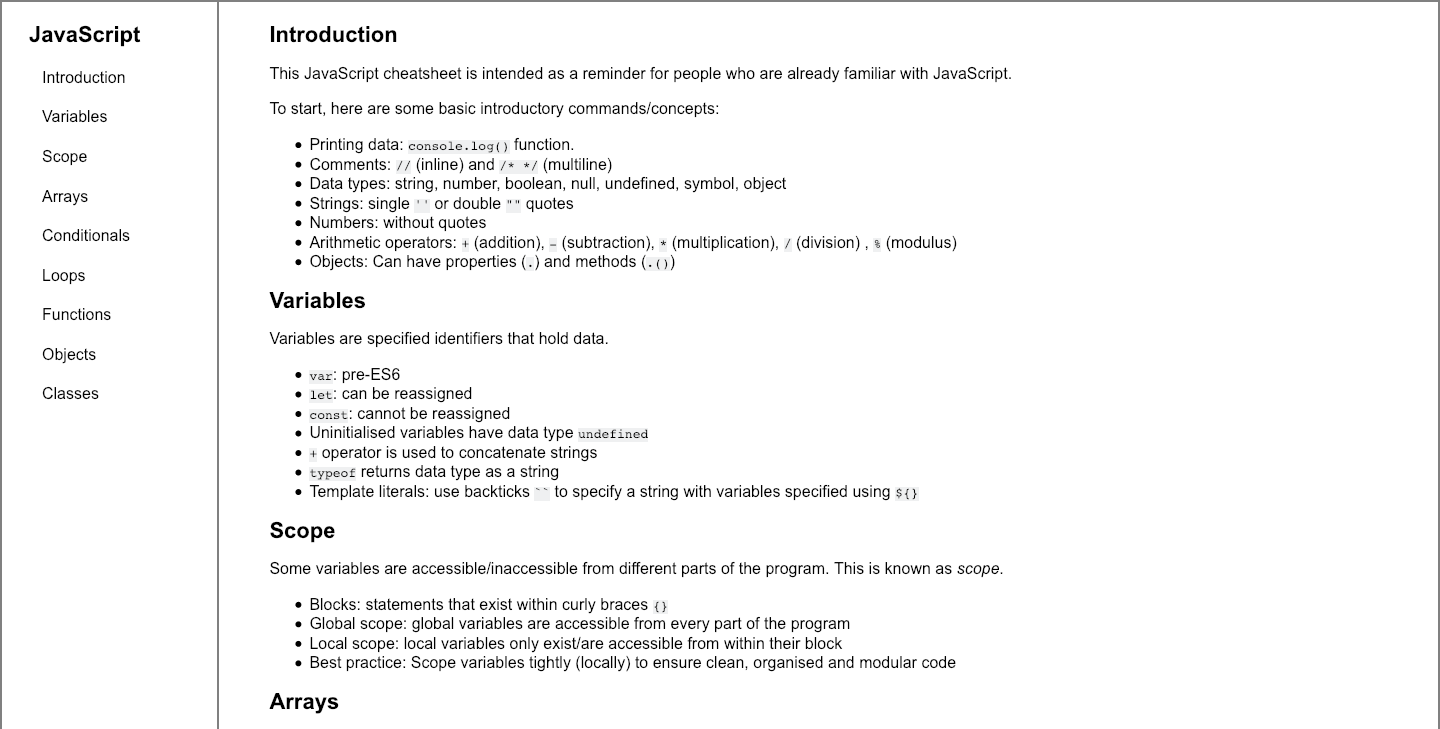 JavaScript
Introduction
Variables
Scope
Arrays
Conditionals
Loops
Functions
Objects
Classes
Introduction
This JavaScript cheatsheet is intended as a reminder for people who are already familiar with JavaScript.
To start, here are some basic introductory commands/concepts:
• Printing data: console.log() function.
• Comments: // (inline) and /* */ (multiline)
• Data types: string, number, boolean, null, undefined, symbol, object
• Strings: single '' or double "" quotes
• Numbers: without quotes
• Arithmetic operators: + (addition), - (subtraction), * (multiplication), / (division) , % (modulus)
• Objects: Can have properties (.) and methods (.())
Variables
Variables are specified identifiers that hold data.
• var: pre-ES6
• let: can be reassigned
• const: cannot be reassigned
• Uninitialised variables have data type undefined
• + operator is used to concatenate strings
• typeof returns data type as a string
• Template literals: use backticks `` to specify a string with variables specified using ${}
Scope
Some variables are accessible/inaccessible from different parts of the program. This is known as scope.
• Blocks: statements that exist within curly braces {}
• Global scope: global variables are accessible from every part of the program
• Local scope: local variables only exist/are accessible from within their block
• Best practice: Scope variables tightly (locally) to ensure clean, organised and modular code
Arrays